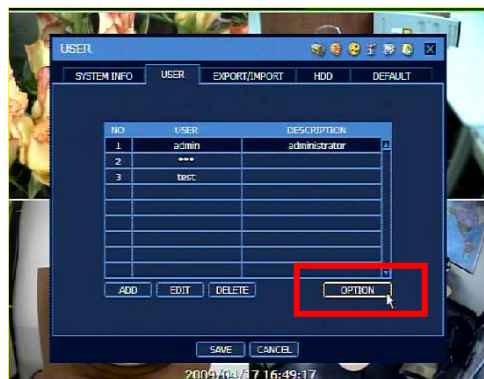 USER
SYSTEM INFO USER EXPORT/IMPORT HDD DEFAULT
NO USER DESCRIPTION
1 admin administrator
2 ***
3 test
ADD EDIT DELETE OPTION
SAVE CANCEL
2009/04/17 16:49:17